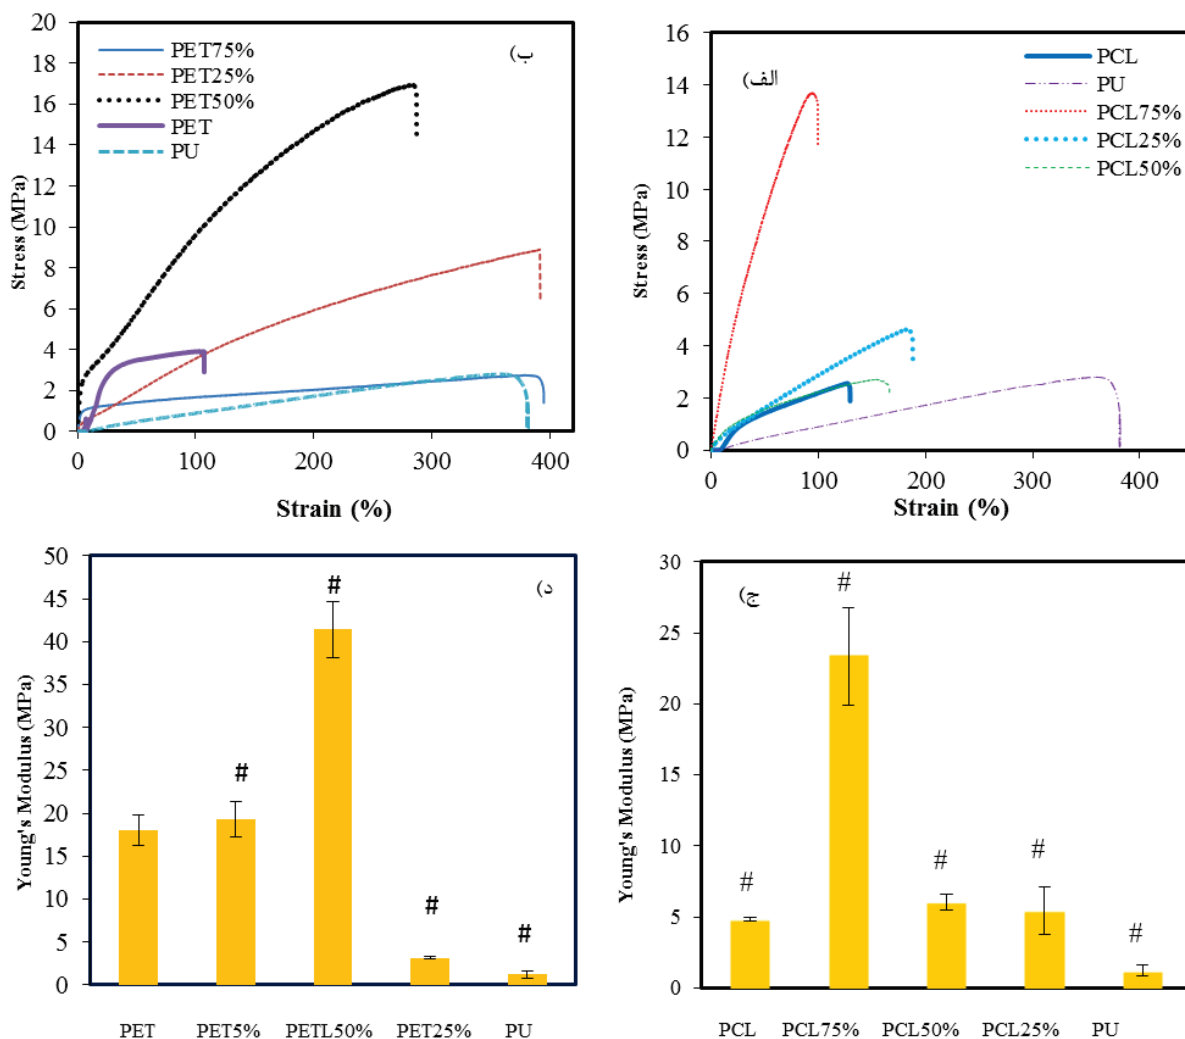 20
18
16
14
12
10
8
6
4
2
0
0 100 200 300 400
Stress (MPa)
Strain (%)
PET75%
PET25%
PET50%
PET
PU
ب)
16
14
12
10
8
6
4
2
0
0 100 200 300 400
Stress (MPa)
Strain (%)
الف)
PCL
PU
PCL75%
PCL25%
PCL50%
50
45
40
35
30
25
20
15
10
5
0
Young's Modulus (MPa)
د)
#
#
#
#
PET PET5% PETL50% PET25% PU
30
25
20
15
10
5
0
Young's Modulus (MPa)
ج)
#
#
#
#
#
PCL PCL75% PCL50% PCL25% PU